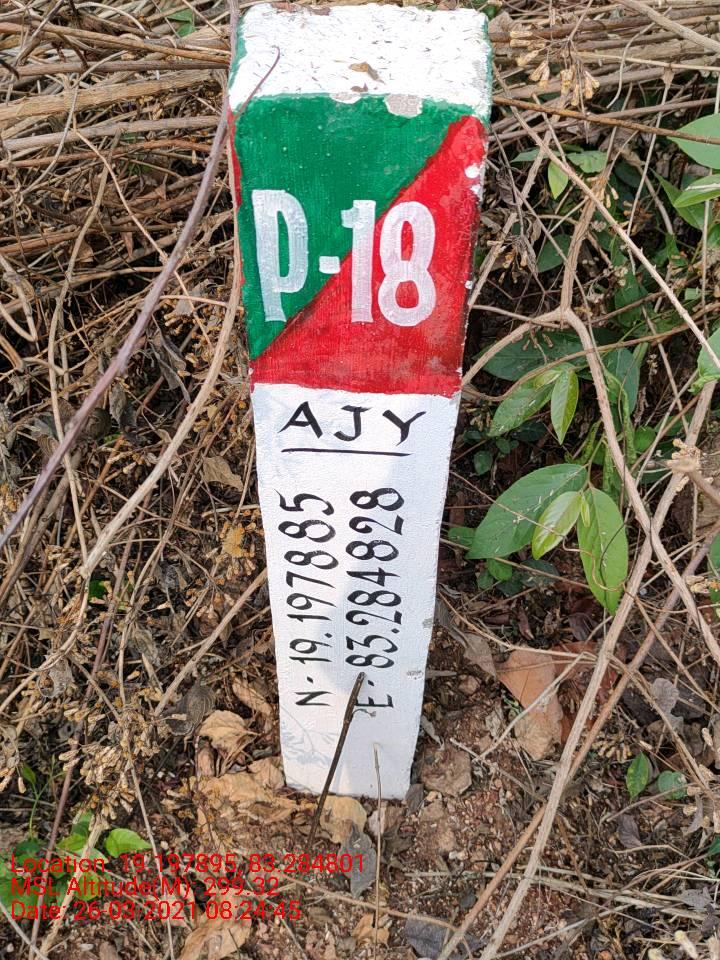 P-18
AJY
N-19.197885
E-83.284828
Location: 19.197895, 83.284801
MSL Altitude(M): 299.32
Date: 26-03-2021 08:24:45